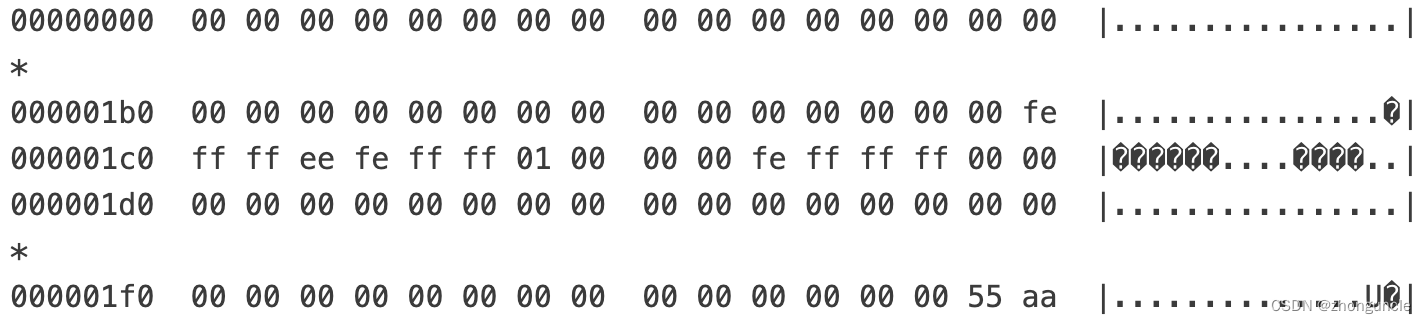 00000000  00 00 00 00 00 00 00 00  00 00 00 00 00 00 00 00  |................|
*
000001b0  00 00 00 00 00 00 00 00  00 00 00 00 00 00 00 fe  |...............�|
000001c0  ff ff ee fe ff ff 01 00  00 00 fe ff ff ff 00 00  |������....����..|
000001d0  00 00 00 00 00 00 00 00  00 00 00 00 00 00 00 00  |................|
*
000001f0  00 00 00 00 00 00 00 00  00 00 00 00 00 00 55 aa  |..............U�|
CSDN @zhonguncle